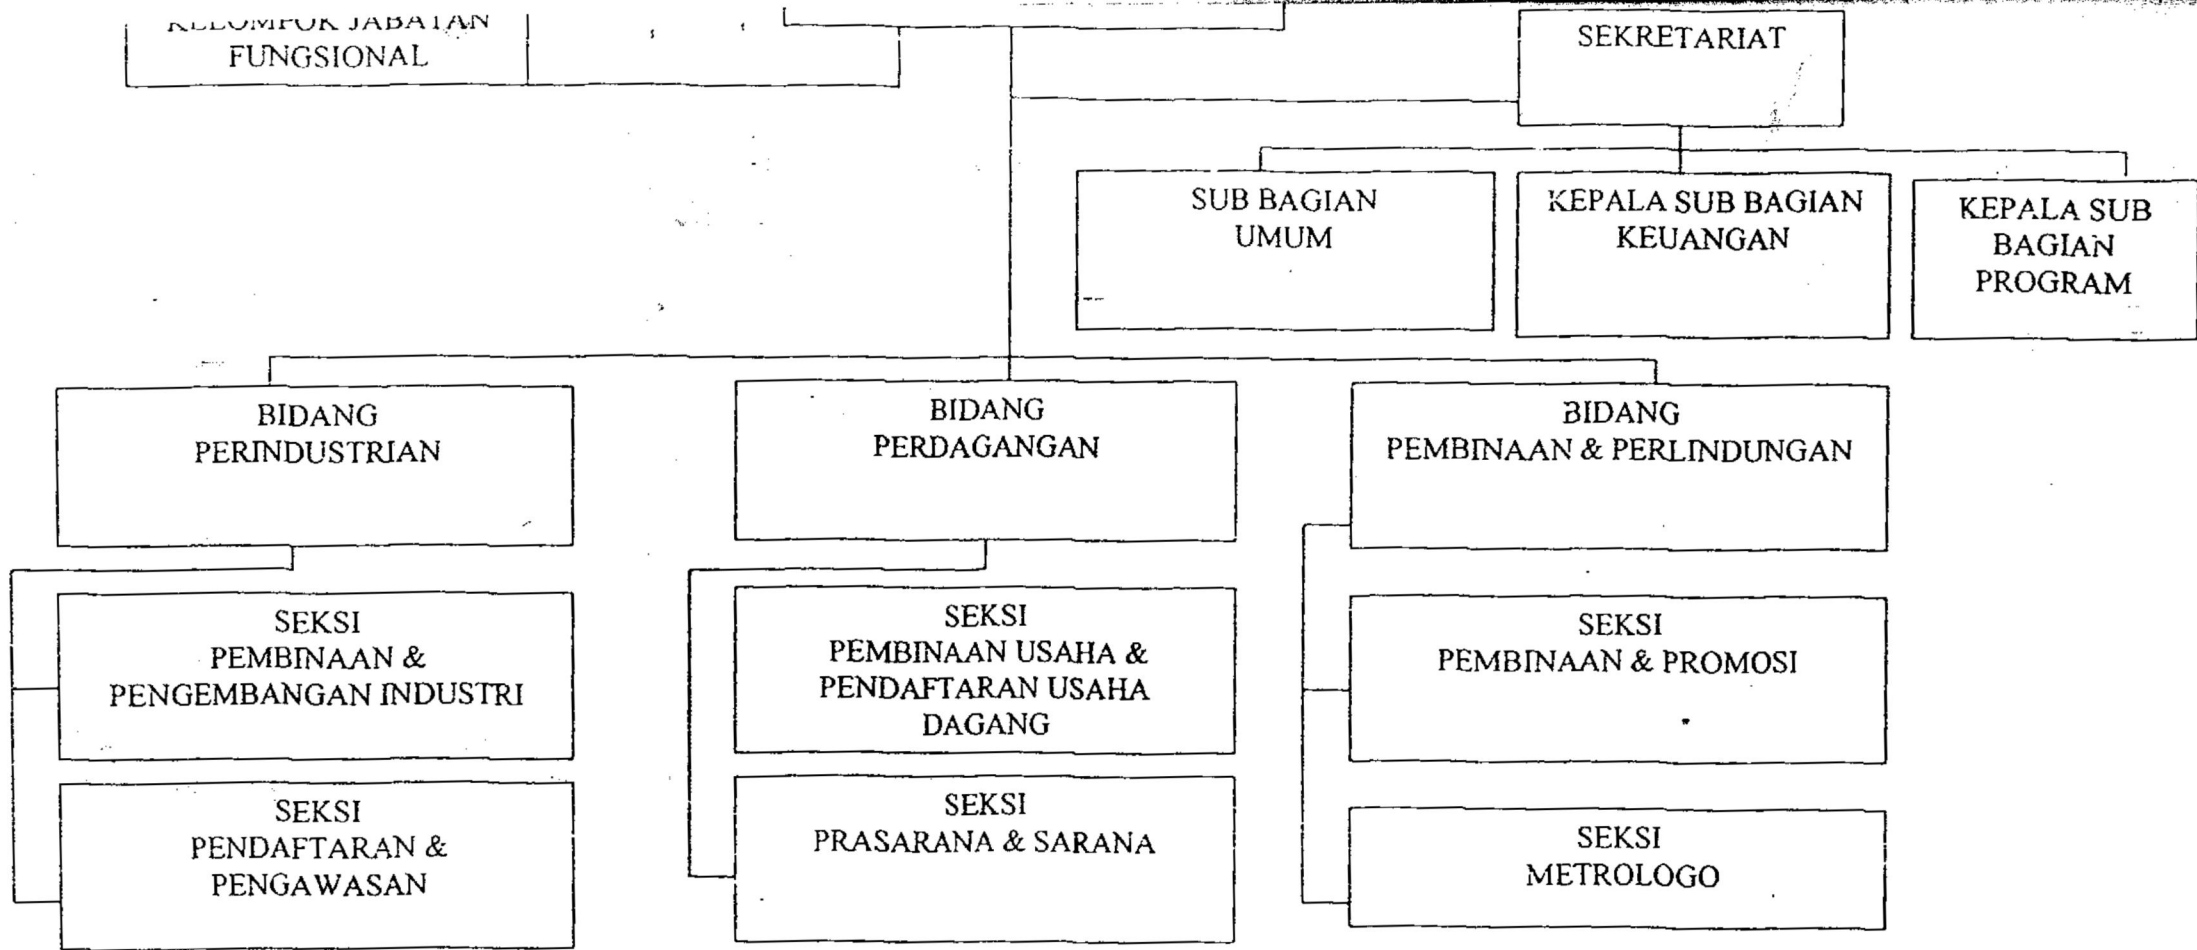 KELOMPOK JABATAN
FUNGSIONAL
SEKRETARIAT
SUB BAGIAN
UMUM
KEPALA SUB BAGIAN
KEUANGAN
KEPALA SUB
BAGIAN
PROGRAM
BIDANG
PERINDUSTRIAN
BIDANG
PERDAGANGAN
BIDANG
PEMBINAAN & PERLINDUNGAN
SEKSI
PEMBINAAN &
PENGEMBANGAN INDUSTRI
SEKSI
PEMBINAAN USAHA &
PENDAFTARAN USAHA
DAGANG
SEKSI
PEMBINAAN & PROMOSI
SEKSI
PENDAFTARAN &
PENGAWASAN
SEKSI
PRASARANA & SARANA
SEKSI
METROLOGO